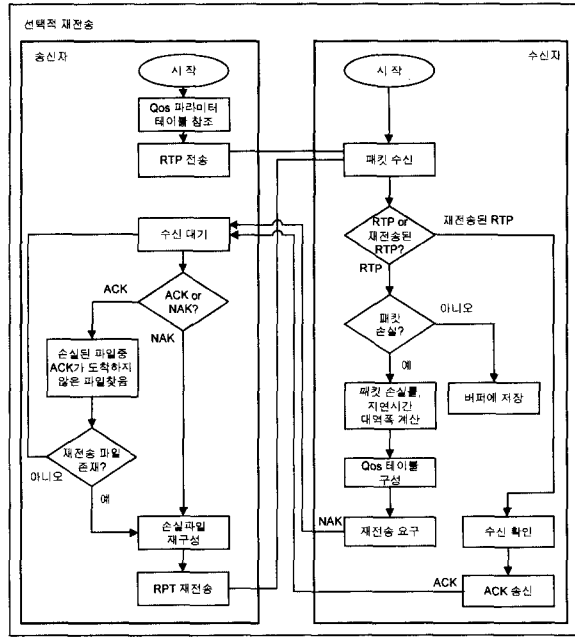 선택적 재전송
송신자
시 작
Qos 파라미터
테이블 참조
RTP 전송
수신 대기
ACK
ACK or
NAK?
NAK
손실된 파일중
ACK가 도착하지
않은 파일찾음
재전송 파일
존재?
아니오
예
손실파일
재구성
RPT 재전송
수신자
시 작
패킷 수신
RTP or
재전송된
RTP?
재전송된 RTP
RTP
패킷
손실?
아니오
예
버퍼에 저장
패킷 손실률,
지연시간
대역폭 계산
Qos 테이블
구성
NAK
재전송 요구
수신 확인
ACK
ACK 송신